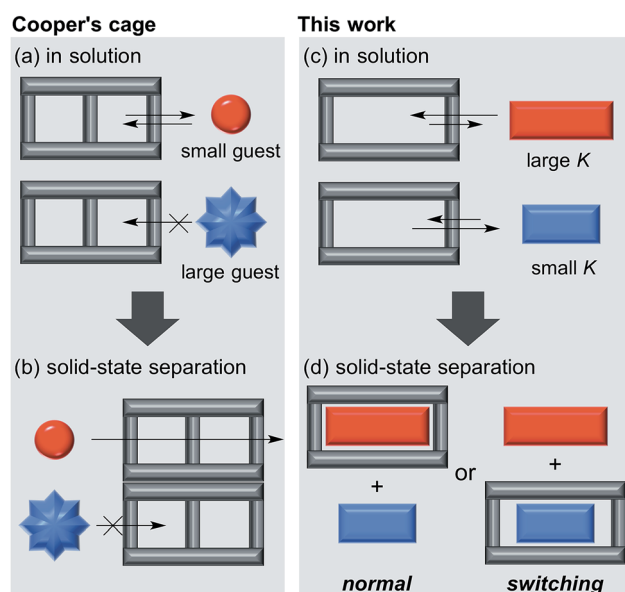 Cooper's cage
(a) in solution
small guest
large guest
(b) solid-state separation
This work
(c) in solution
large K
small K
(d) solid-state separation
+
or
+
normal
switching